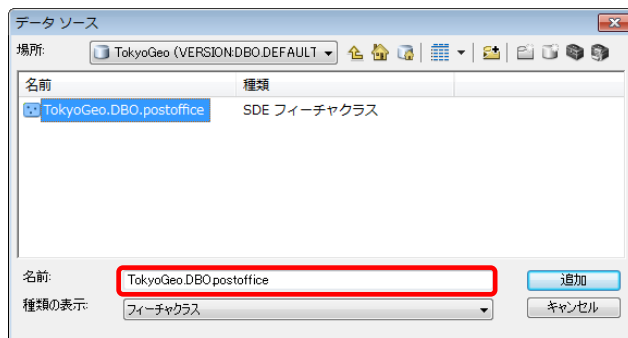 データ ソース
場所: TokyoGeo (VERSION:DBO.DEFAULT
名前 種類
TokyoGeo.DBO.postoffice SDE フィーチャクラス
名前: TokyoGeo.DBO.postoffice 追加
種類の表示: フィーチャクラス キャンセル